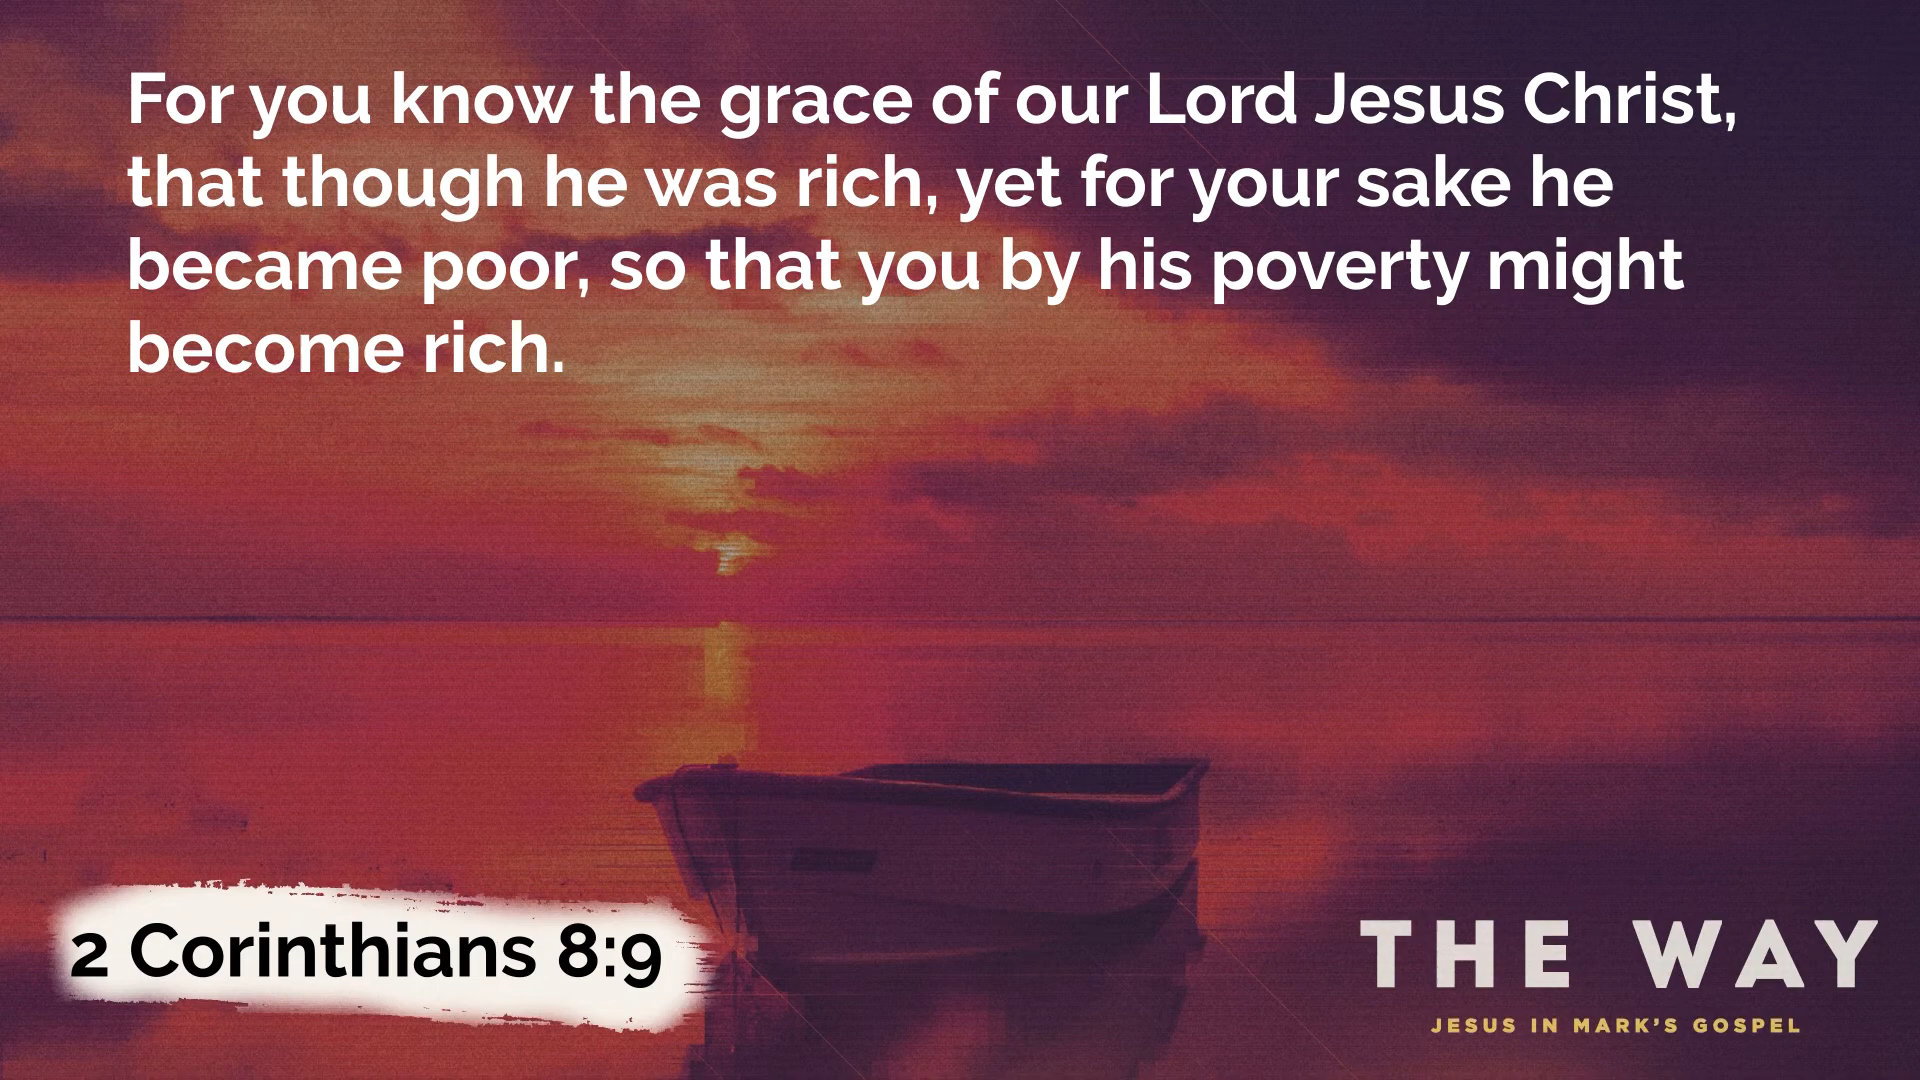 For you know the grace of our Lord Jesus Christ,
that though he was rich, yet for your sake he
became poor, so that you by his poverty might
become rich.
2 Corinthians 8:9
THE WAY
JESUS IN MARK'S GOSPEL